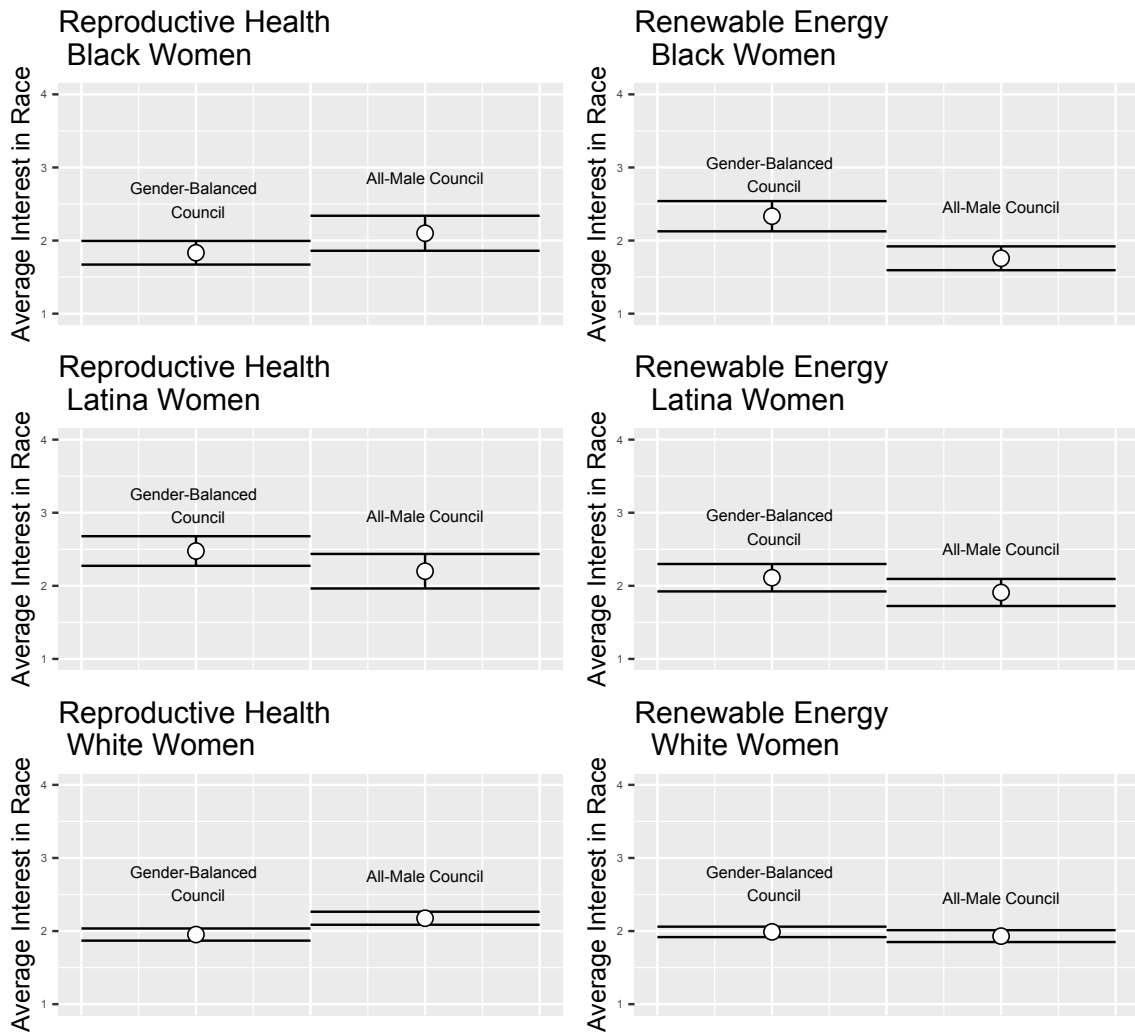 Reproductive Health
Black Women
Average Interest in Race
4
3
2
1
Gender-Balanced
Council
All-Male Council
Renewable Energy
Black Women
Average Interest in Race
4
3
2
1
Gender-Balanced
Council
All-Male Council
Reproductive Health
Latina Women
Average Interest in Race
4
3
2
1
Gender-Balanced
Council
All-Male Council
Renewable Energy
Latina Women
Average Interest in Race
4
3
2
1
Gender-Balanced
Council
All-Male Council
Reproductive Health
White Women
Average Interest in Race
4
3
2
1
Gender-Balanced
Council
All-Male Council
Renewable Energy
White Women
Average Interest in Race
4
3
2
1
Gender-Balanced
Council
All-Male Council